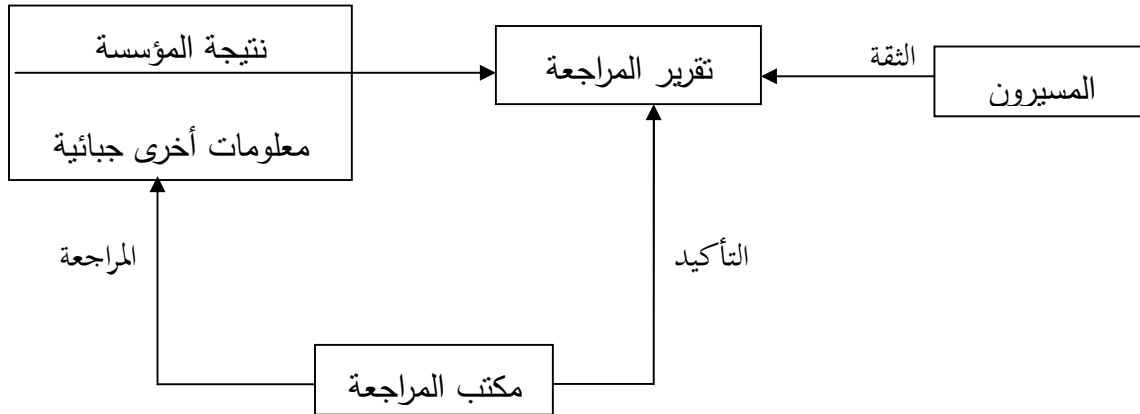 نتيجة المؤسسة
معلومات أخرى جبائية
تقرير المراجعة
الثقة
المسيرون
المراجعة
التأكيد
مكتب المراجعة